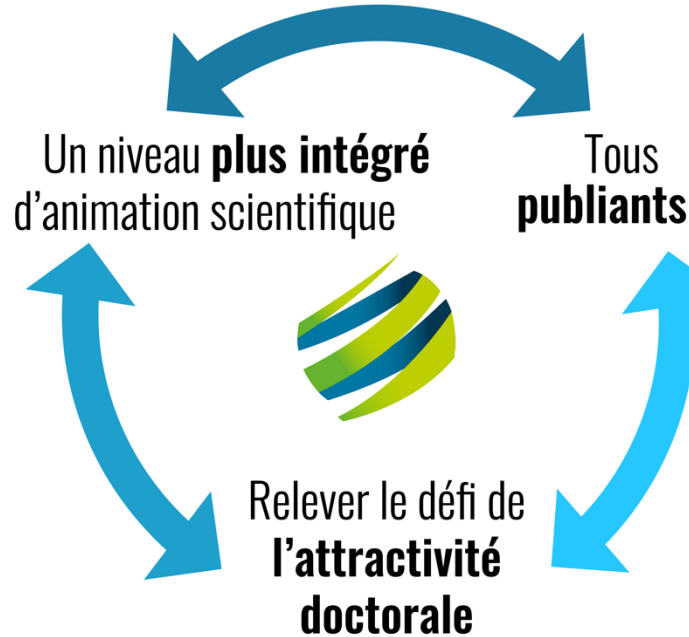 Un niveau plus intégré
d’animation scientifique
Tous
publiants
Relever le défi de
l’attractivité
doctorale